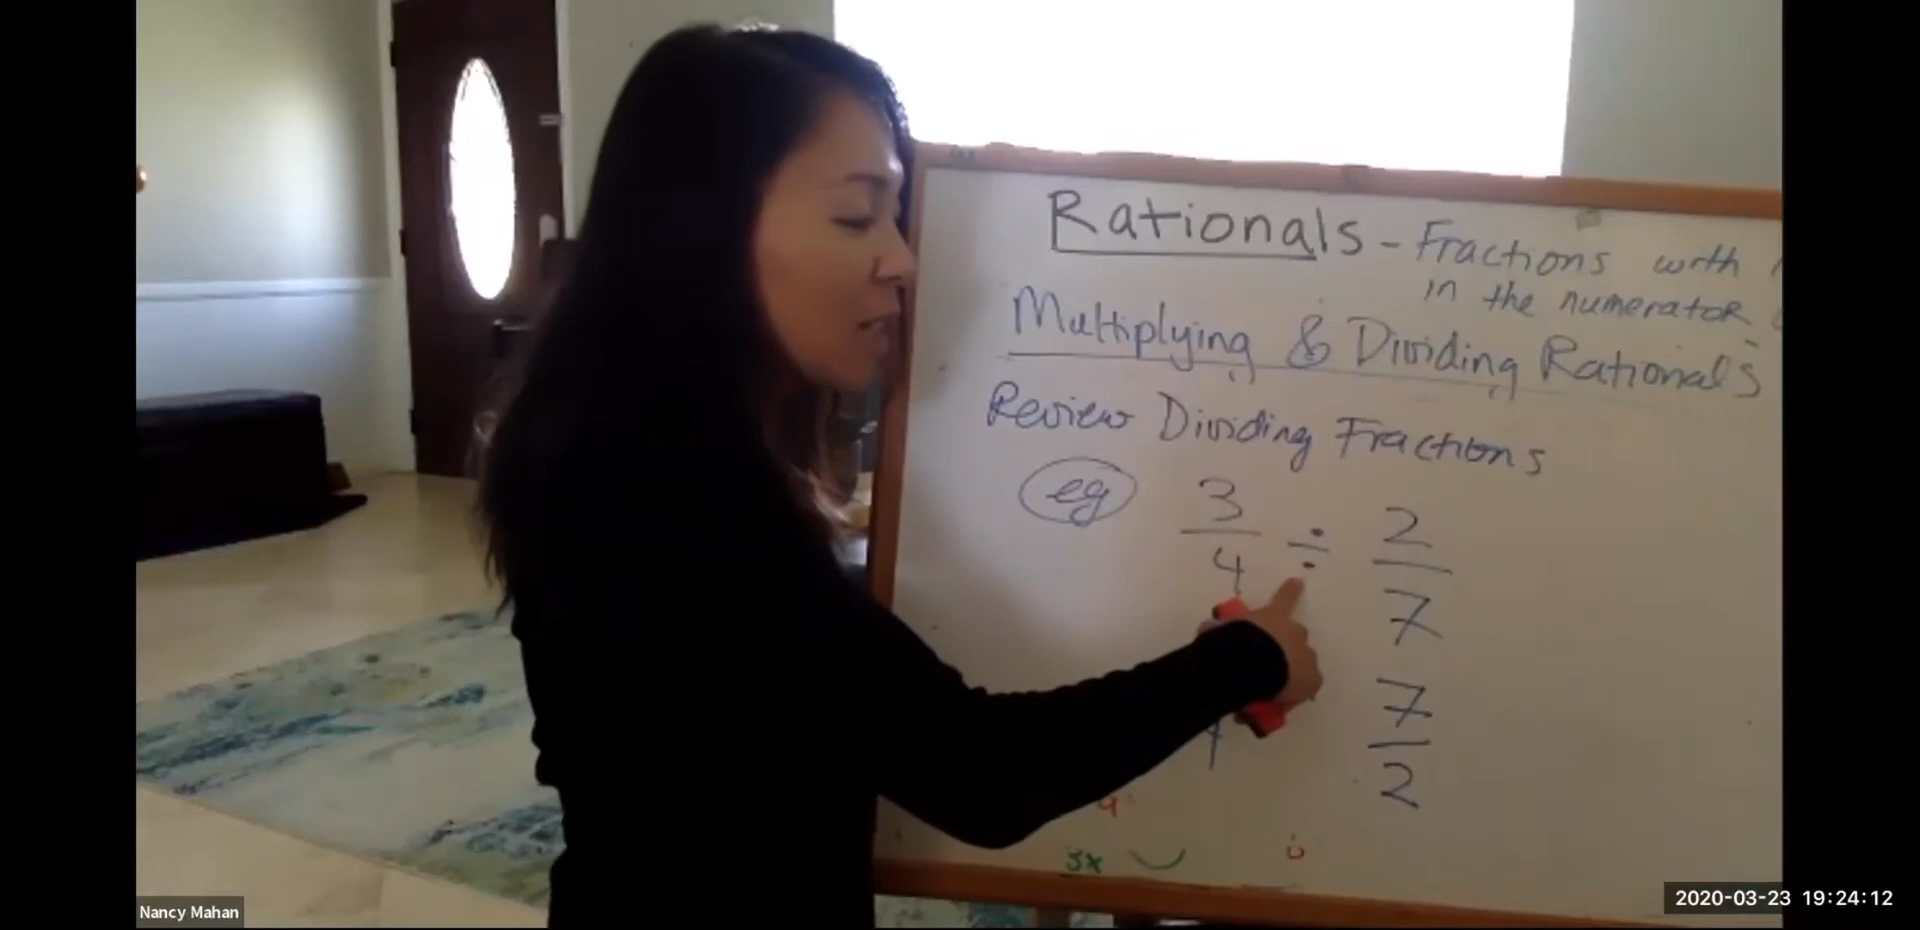 Rationals - Fractions with
in the numerator
Multiplying & Dividing Rationals
Review Dividing Fractions
eg 3/4 ÷ 2/7
7/2
5x
Nancy Mahan
2020-03-23 19:24:12